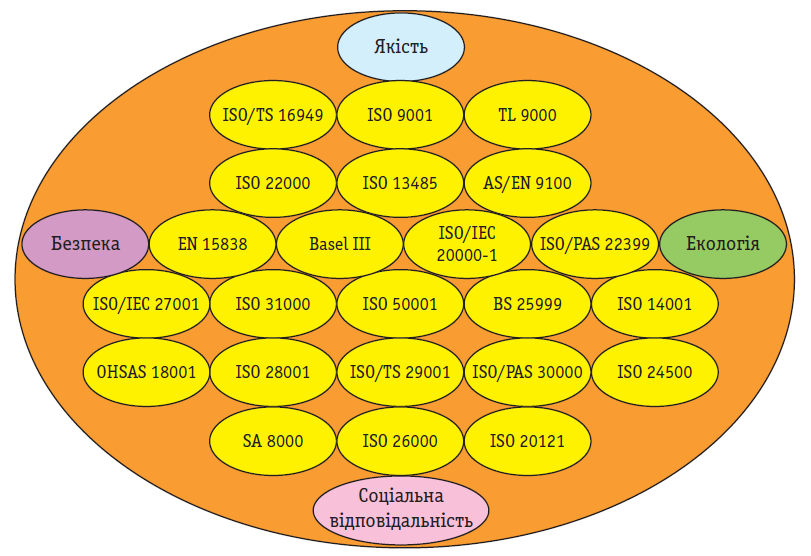 Якість
ISO/TS 16949
ISO 9001
TL 9000
ISO 22000
ISO 13485
AS/EN 9100
Безпека
EN 15838
Basel III
ISO/IEC
20000-1
ISO/PAS 22399
Екологія
ISO/IEC 27001
ISO 31000
ISO 50001
BS 25999
ISO 14001
OHSAS 18001
ISO 28001
ISO/TS 29001
ISO/PAS 30000
ISO 24500
SA 8000
ISO 26000
ISO 20121
Соціальна
відповідальність